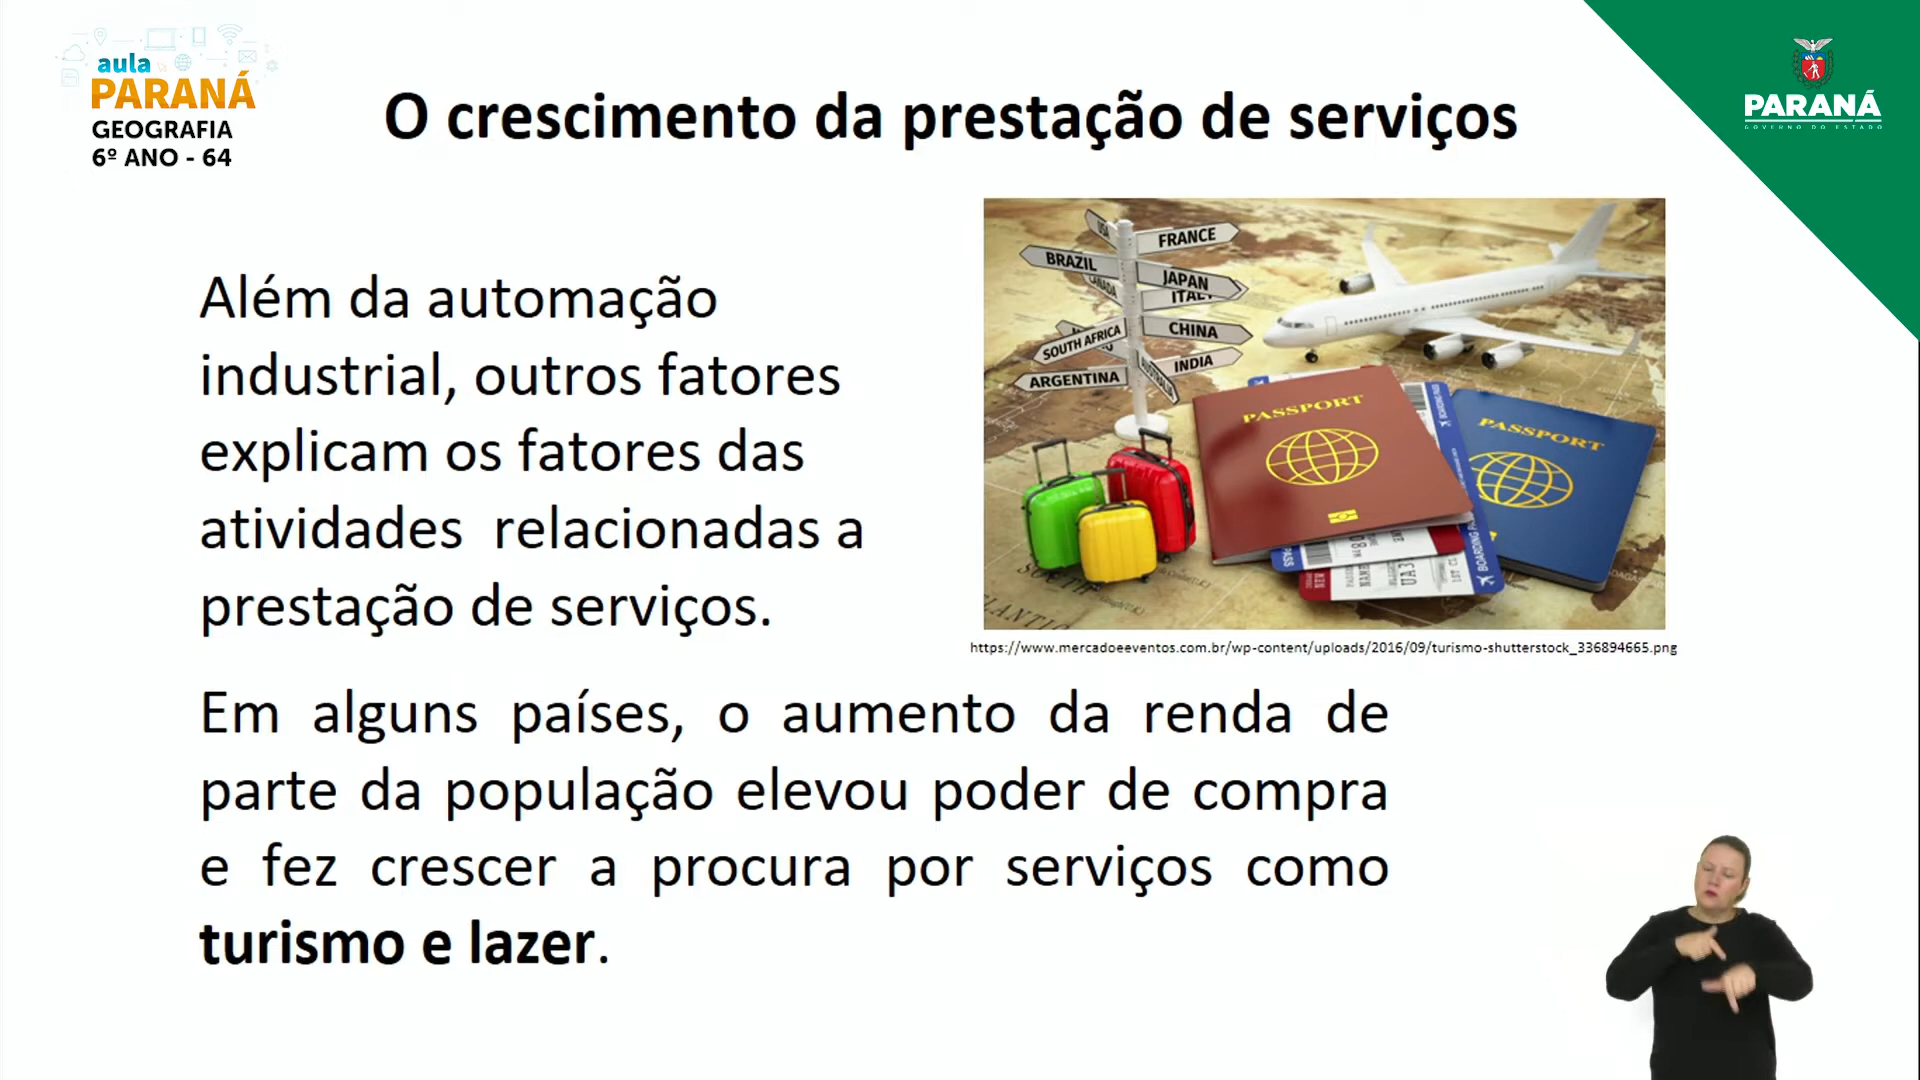 aula
PARANÁ
GEOGRAFIA
6º ANO - 64
O crescimento da prestação de serviços
PARANÁ
GOVERNO DO ESTADO
Além da automação
industrial, outros fatores
explicam os fatores das
atividades relacionadas a
prestação de serviços.
USA
FRANCE
BRAZIL
JAPAN
CANADA
ITALY
CHINA
SOUTH AFRICA
INDIA
ARGENTINA
AUSTRALIA
PASSPORT
PASSPORT
BOARDING PASS
https://www.mercadoeeventos.com.br/wp-content/uploads/2016/09/turismo-shutterstock_336894665.png
Em alguns países, o aumento da renda de
parte da população elevou poder de compra
e fez crescer a procura por serviços como
turismo e lazer.